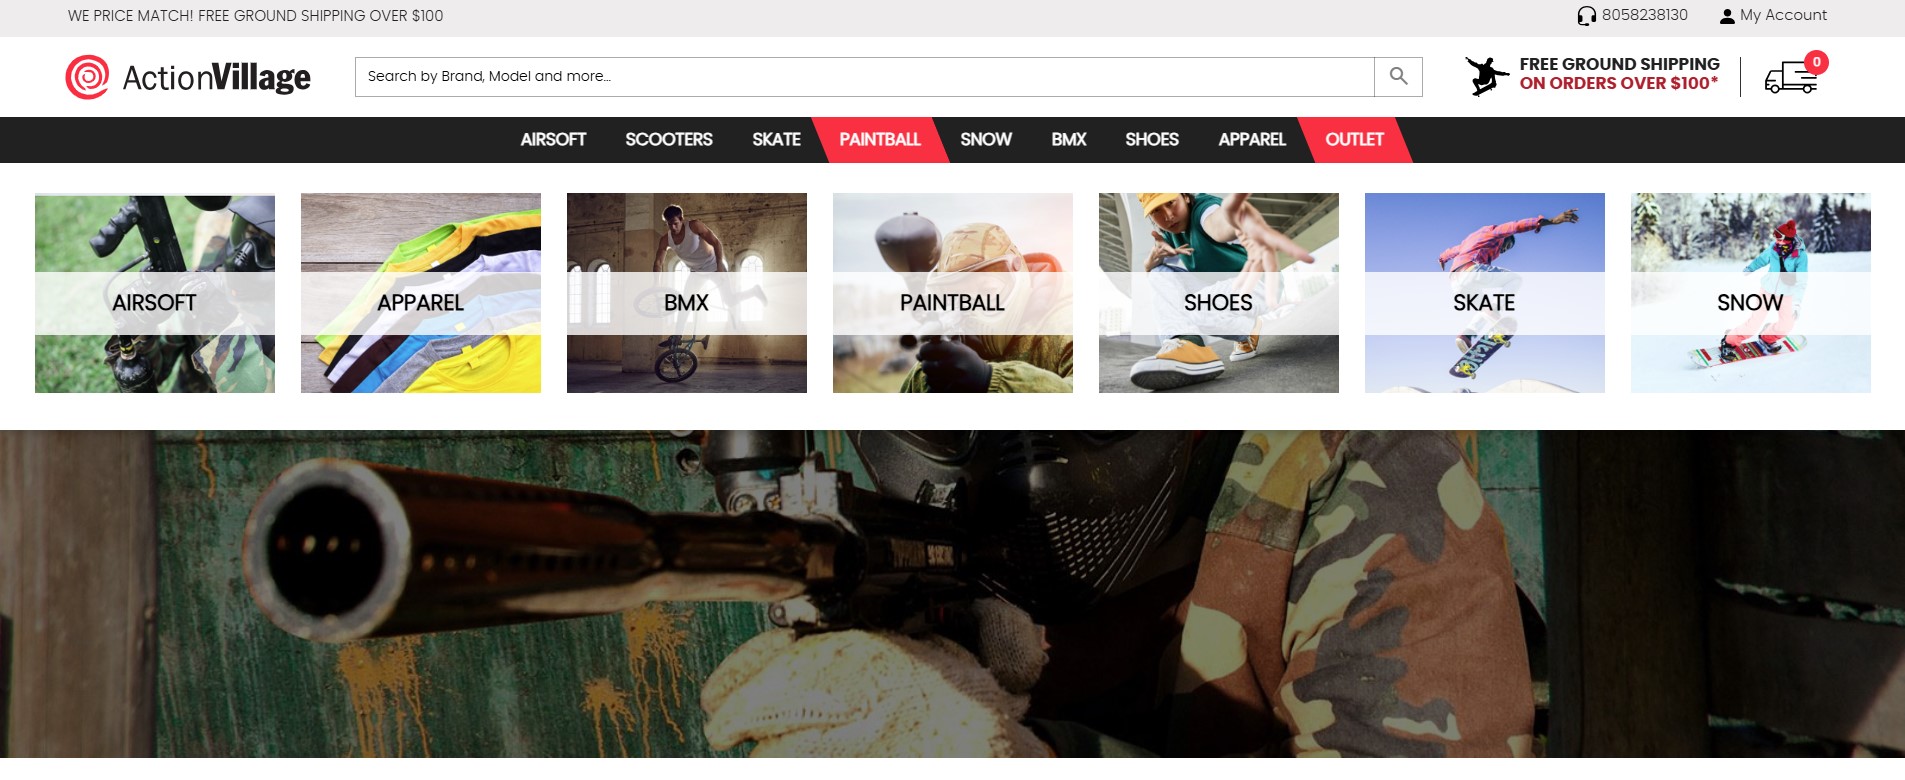 WE PRICE MATCH! FREE GROUND SHIPPING OVER $100
8058238130
My Account
ActionVillage
Search by Brand, Model and more...
FREE GROUND SHIPPING
ON ORDERS OVER $100*
0
AIRSOFT SCOOTERS SKATE PAINTBALL SNOW BMX SHOES APPAREL OUTLET
AIRSOFT APPAREL BMX PAINTBALL SHOES SKATE SNOW